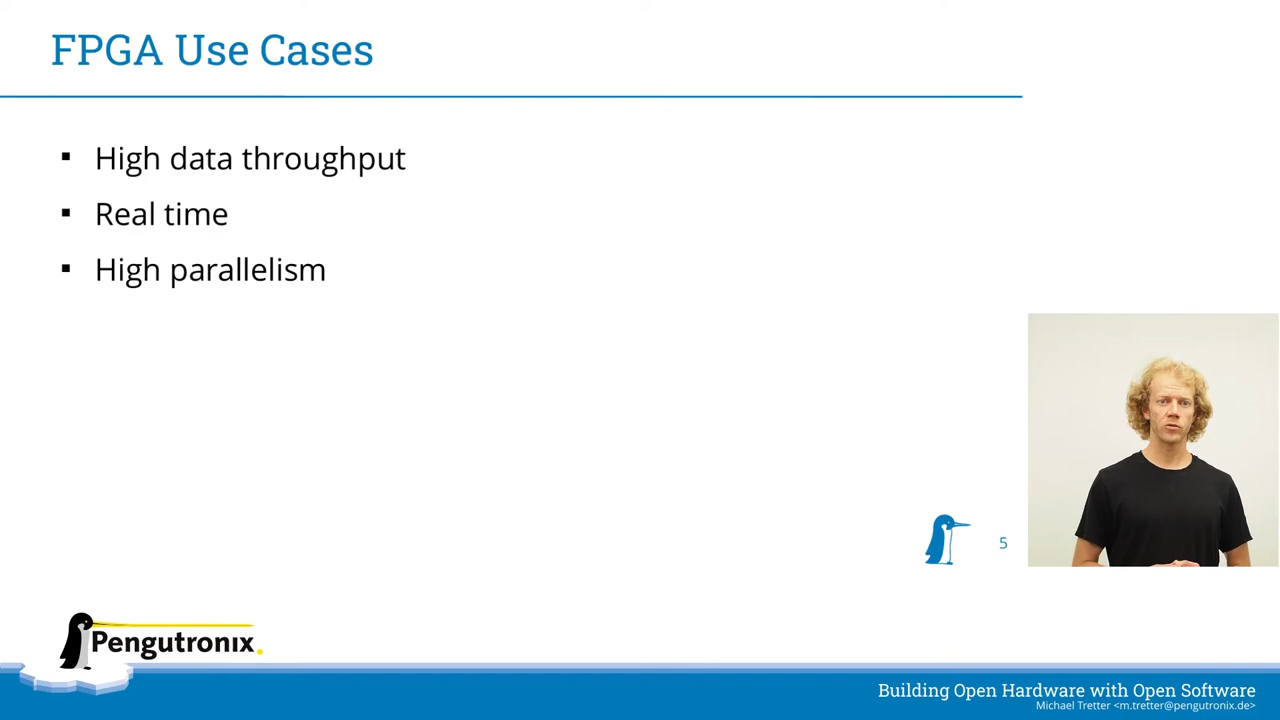 FPGA Use Cases
▪ High data throughput
▪ Real time
▪ High parallelism
5
Pengutronix.
Building Open Hardware with Open Software
Michael Tretter <m.tretter@pengutronix.de>